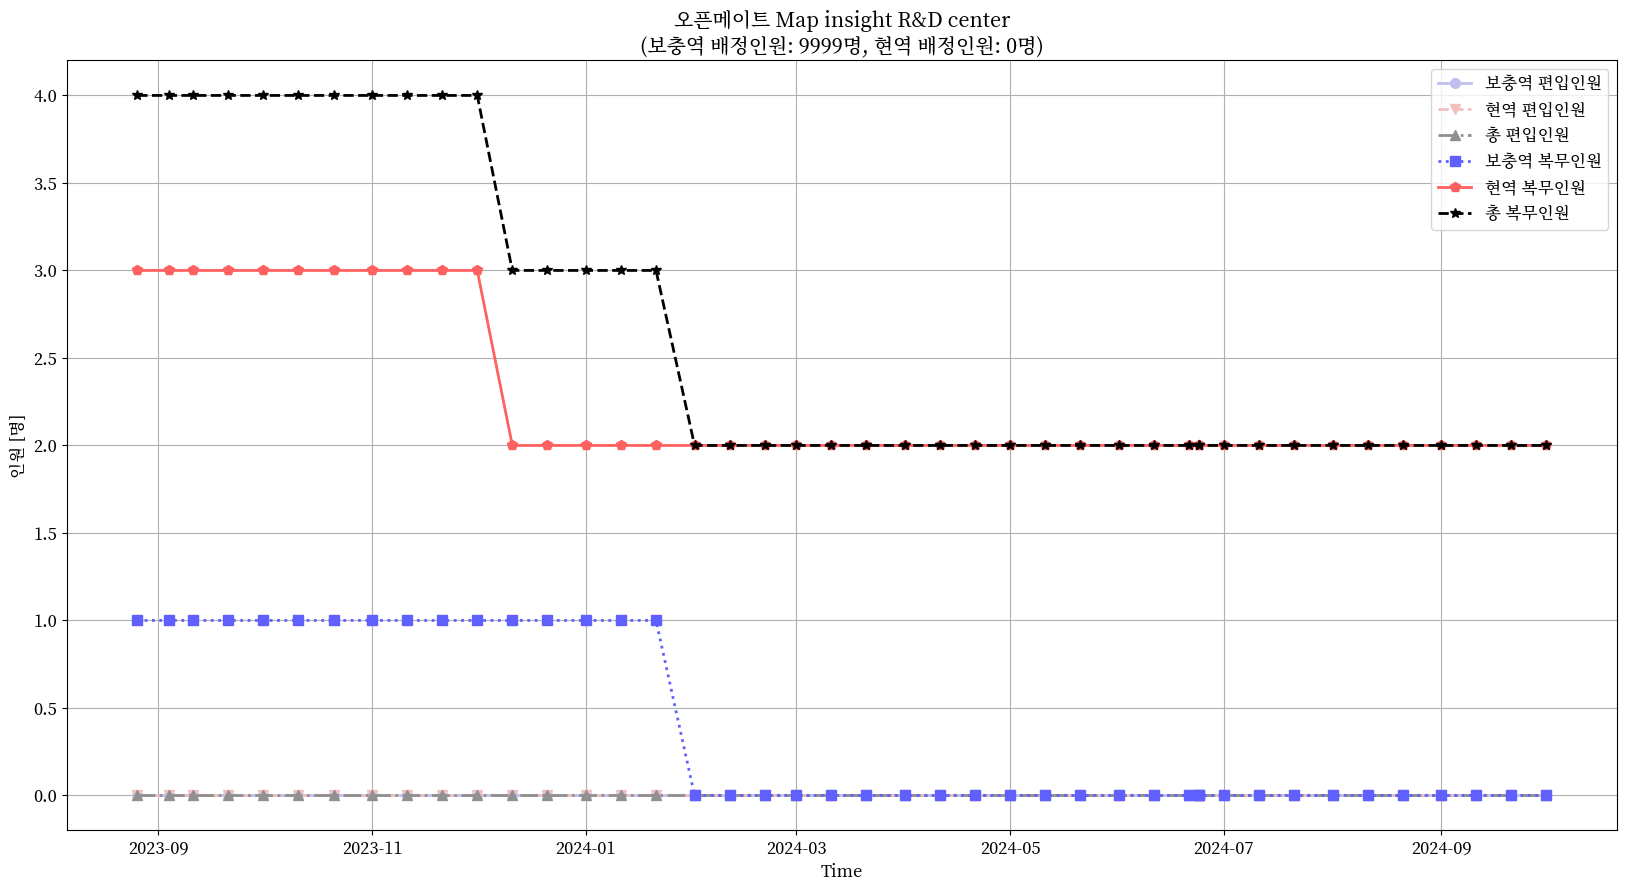 오픈메이트 Map insight R&D center
(보충역 배정인원: 9999명, 현역 배정인원: 0명)
보충역 편입인원
현역 편입인원
총 편입인원
보충역 복무인원
현역 복무인원
총 복무인원
인원 [명]
4.0
3.5
3.0
2.5
2.0
1.5
1.0
0.5
0.0
2023-09
2023-11
2024-01
2024-03
2024-05
2024-07
2024-09
Time